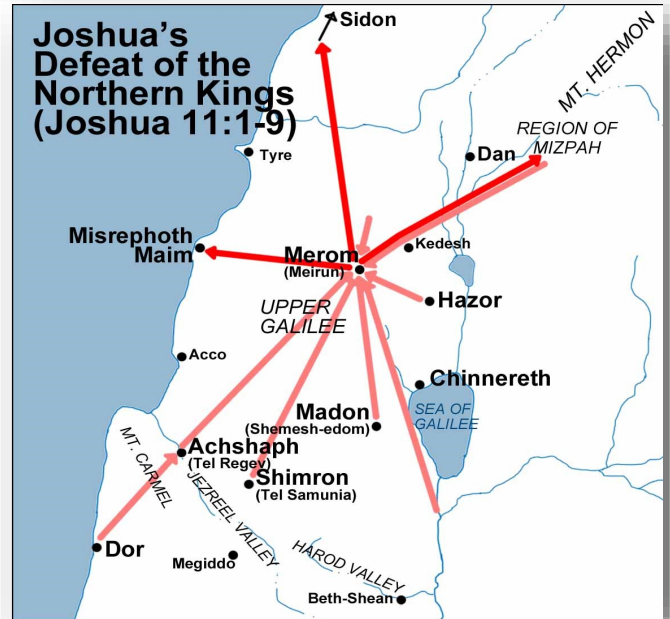 Joshua's
Defeat of the
Northern Kings
(Joshua 11:1-9)
Sidon
MT. HERMON
REGION OF
MIZPAH
Tyre
Dan
Misrephoth
Maim
Merom
(Meirun)
Kedesh
Hazor
UPPER
GALILEE
Acco
Chinnereth
Madon
(Shemesh-edom)
SEA OF
GALILEE
MT. CARMEL
Achshaph
(Tel Regev)
Shimron
(Tel Samunia)
JEZREEL VALLEY
Dor
Megiddo
HAROD VALLEY
Beth-Shean